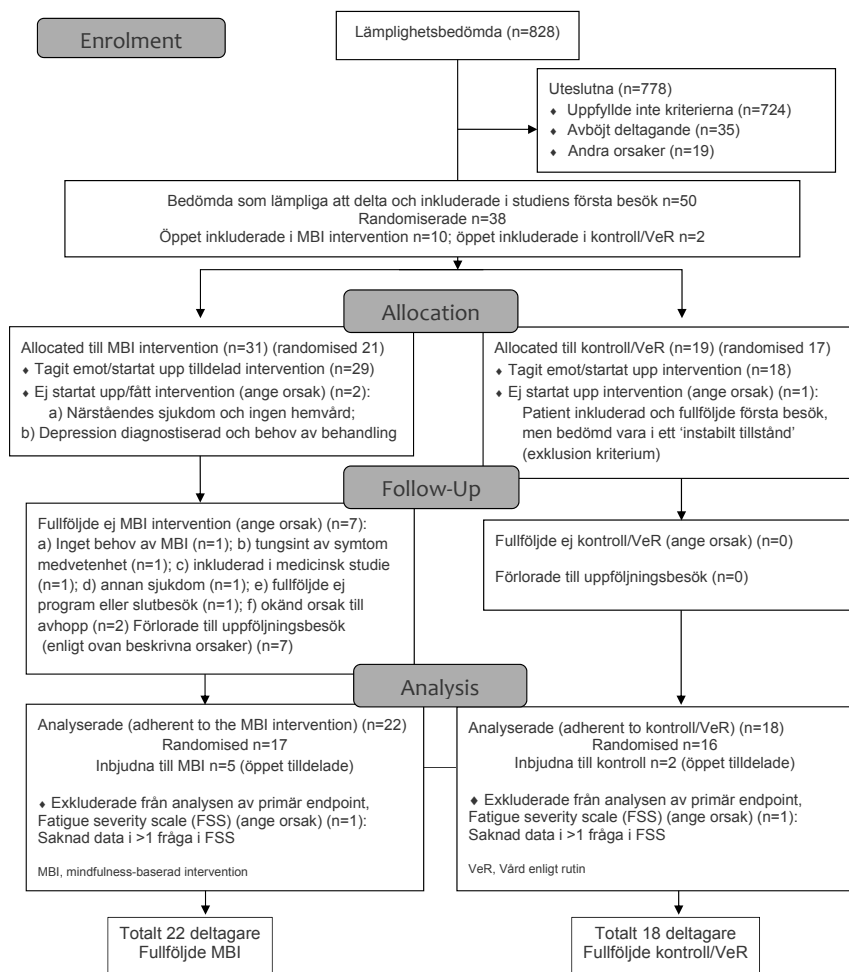 Enrolment
Lämplighetsbedömda (n=828)
Uteslutna (n=778)
♦ Uppfyllde inte kriterierna (n=724)
♦ Avböjt deltagande (n=35)
♦ Andra orsaker (n=19)
Bedömda som lämpliga att delta och inkluderade i studiens första besök n=50
Randomiserade n=38
Öppet inkluderade i MBI intervention n=10; öppet inkluderade i kontroll/VeR n=2
Allocation
Allocated till MBI intervention (n=31) (randomised 21)
♦ Tagit emot/startat upp tilldelad intervention (n=29)
♦ Ej startat upp/fått intervention (ange orsak) (n=2):
a) Närståendes sjukdom och ingen hemvård;
b) Depression diagnostiserad och behov av behandling
Allocated till kontroll/VeR (n=19) (randomised 17)
♦ Tagit emot/startat upp intervention (n=18)
♦ Ej startat upp intervention (ange orsak) (n=1):
Patient inkluderad och fullföljde första besök,
men bedömd vara i ett ‘instabilt tillstånd’
(exklusion kriterium)
Follow-Up
Fullföljde ej MBI intervention (ange orsak) (n=7):
a) Inget behov av MBI (n=1); b) tungsint av symtom
medvetenhet (n=1); c) inkluderad i medicinsk studie
(n=1); d) annan sjukdom (n=1); e) fullföljde ej
program eller slutbesök (n=1); f) okänd orsak till
avhopp (n=2) Förlorade till uppföljningsbesök
(enligt ovan beskrivna orsaker) (n=7)
Fullföljde ej kontroll/VeR (ange orsak) (n=0)
Förlorade till uppföljningsbesök (n=0)
Analysis
Analyserade (adherent to the MBI intervention) (n=22)
Randomised n=17
Inbjudna till MBI n=5 (öppet tilldelade)
♦ Exkluderade från analysen av primär endpoint,
Fatigue severity scale (FSS) (ange orsak) (n=1):
Saknad data i >1 fråga i FSS
MBI, mindfulness-baserad intervention
Analyserade (adherent to kontroll/VeR) (n=18)
Randomised n=16
Inbjudna till kontroll n=2 (öppet tilldelade)
♦ Exkluderade från analysen av primär endpoint,
Fatigue severity scale (FSS) (ange orsak) (n=1):
Saknad data i >1 fråga i FSS
VeR, Vård enligt rutin
Totalt 22 deltagare
Fullföljde MBI
Totalt 18 deltagare
Fullföljde kontroll/VeR